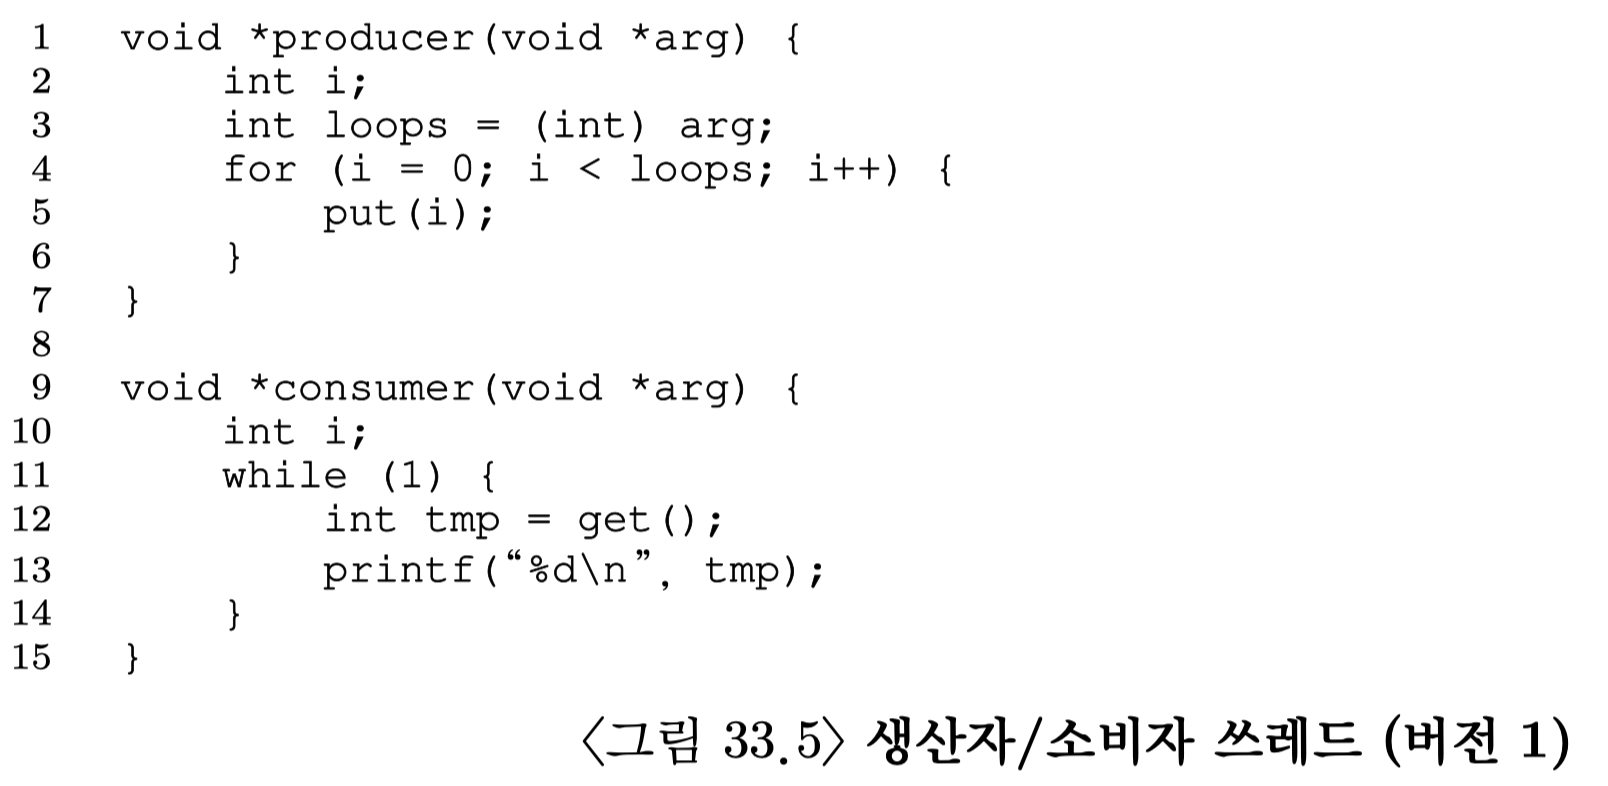 1 void *producer(void *arg) {
2 int i;
3 int loops = (int) arg;
4 for (i = 0; i < loops; i++) {
5 put(i);
6 }
7 }
8
9 void *consumer(void *arg) {
10 int i;
11 while (1) {
12 int tmp = get();
13 printf(“%d\n”, tmp);
14 }
15 }
〈그림 33.5〉 생산자/소비자 쓰레드 (버전 1)